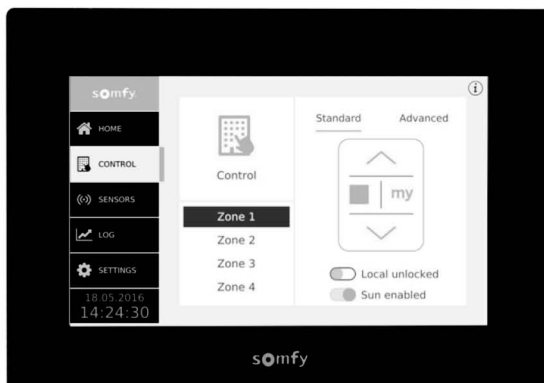 somfy
HOME
CONTROL
SENSORS
LOG
SETTINGS
18.05.2016
14:24:30
Control
Zone 1
Zone 2
Zone 3
Zone 4
Standard Advanced
my
Local unlocked
Sun enabled
i
somfy